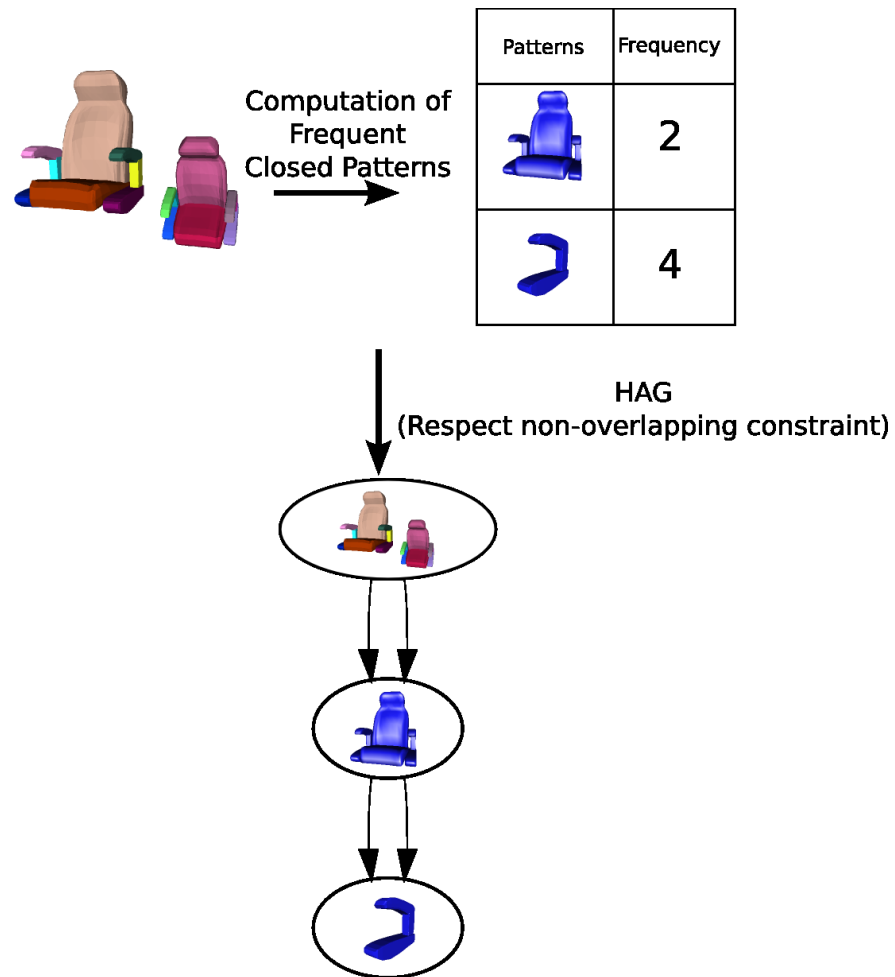 Patterns
Frequency
Computation of
Frequent
Closed Patterns
2
4
HAG
(Respect non-overlapping constraint)